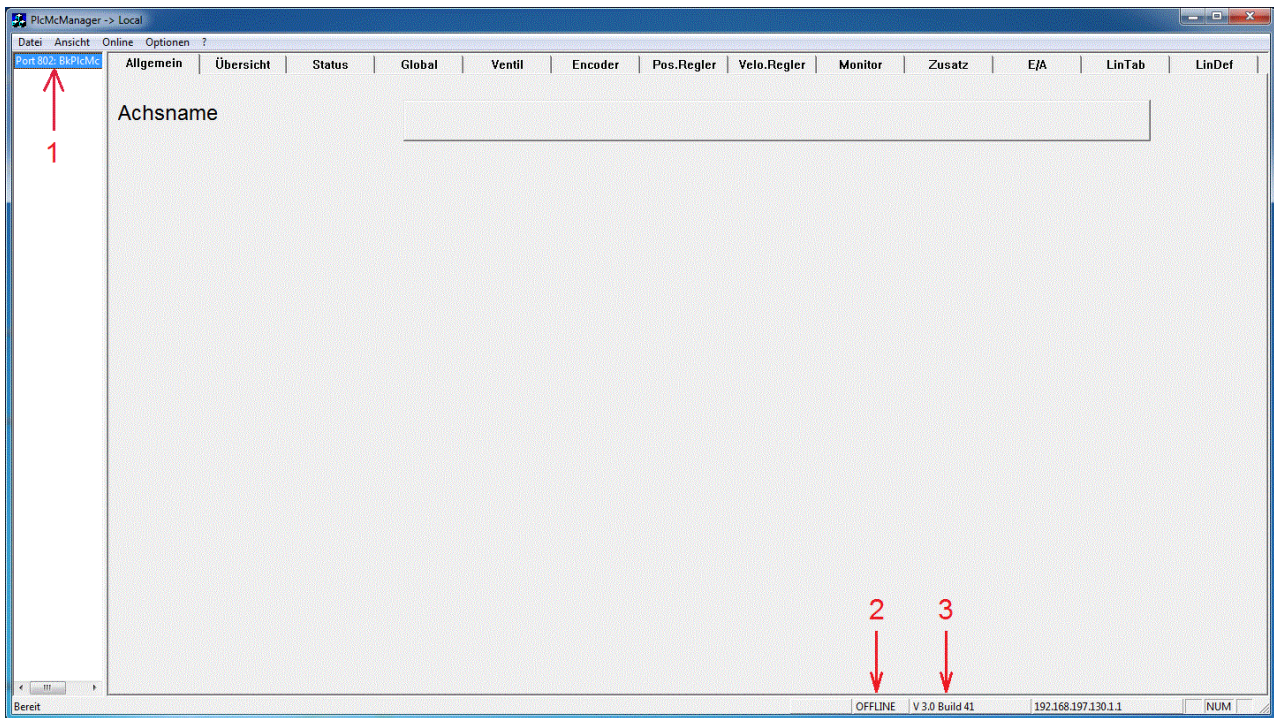 PlcMcManager -> Local
Datei Ansicht Online Optionen ?
Port 802: BkPlcMc
Allgemein Übersicht Status Global Ventil Encoder Pos.Regler Velo.Regler Monitor Zusatz E/A LinTab LinDef
Achsname
1
2 3
Bereit OFFLINE V 3.0 Build 41 192.168.197.130.1.1 NUM